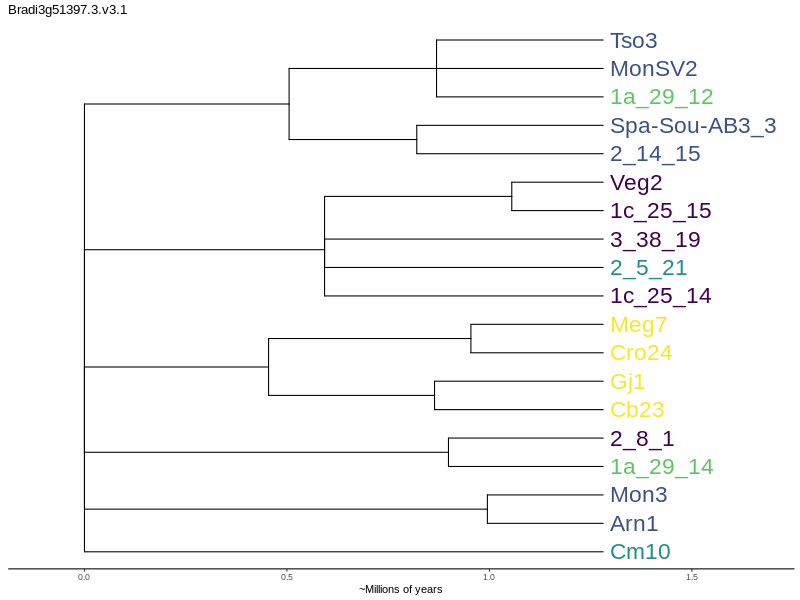 Bradi3g51397.3.v3.1
Tso3
MonSV2
1a_29_12
Spa-Sou-AB3_3
2_14_15
Veg2
1c_25_15
3_38_19
2_5_21
1c_25_14
Meg7
Cro24
Gj1
Cb23
2_8_1
1a_29_14
Mon3
Arn1
Cm10
0.0 0.5 1.0 1.5
~Millions of years